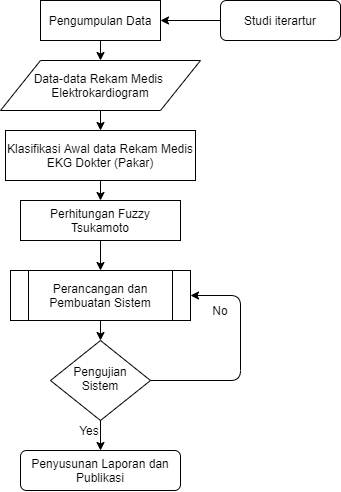 Pengumpulan Data
Studi iterartur
Data-data Rekam Medis
Elektrokardiogram
Klasifikasi Awal data Rekam Medis
EKG Dokter (Pakar)
Perhitungan Fuzzy
Tsukamoto
Perancangan dan
Pembuatan Sistem
No
Pengujian
Sistem
Yes
Penyusunan Laporan dan
Publikasi